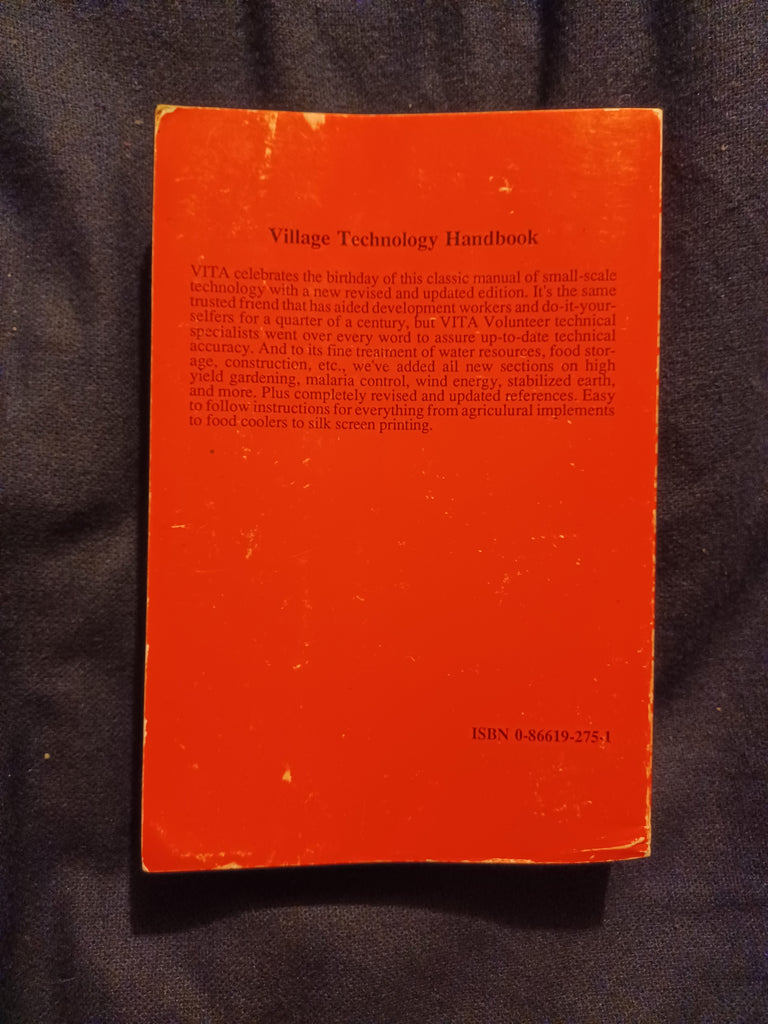 Village Technology Handbook
VITA celebrates the birthday of this classic manual of small-scale
technology with a new revised and updated edition. It's the same
trusted friend that has aided development workers and do-it-your-
selfers for a quarter of a century, but VITA Volunteer technical
specialists went over every word to assure up-to-date technical
accuracy. And to its fine treatment of water resources, food stor-
age, construction, etc., we've added all new sections on high
yield gardening, malaria control, wind energy, stabilized earth,
and more. Plus completely revised and updated references. Easy
to follow instructions for everything from agriculural implements
to food coolers to silk screen printing.
ISBN 0-86619-275-1